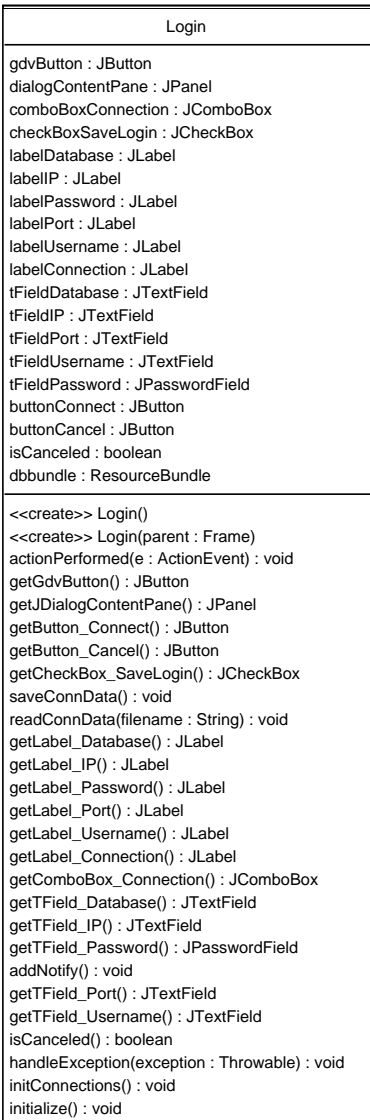 Login
gdvButton : JButton
dialogContentPane : JPanel
comboBoxConnection : JComboBox
checkBoxSaveLogin : JCheckBox
labelDatabase : JLabel
labelIP : JLabel
labelPassword : JLabel
labelPort : JLabel
labelUsername : JLabel
labelConnection : JLabel
tFieldDatabase : JTextField
tFieldIP : JTextField
tFieldPort : JTextField
tFieldUsername : JTextField
tFieldPassword : JPasswordField
buttonConnect : JButton
buttonCancel : JButton
isCanceled : boolean
dbbundle : ResourceBundle
<<create>> Login()
<<create>> Login(parent : Frame)
actionPerformed(e : ActionEvent) : void
getGdvButton() : JButton
getJDialogContentPane() : JPanel
getButton_Connect() : JButton
getButton_Cancel() : JButton
getCheckBox_SaveLogin() : JCheckBox
saveConnData() : void
readConnData(filename : String) : void
getLabel_Database() : JLabel
getLabel_IP() : JLabel
getLabel_Password() : JLabel
getLabel_Port() : JLabel
getLabel_Username() : JLabel
getLabel_Connection() : JLabel
getComboBox_Connection() : JComboBox
getTField_Database() : JTextField
getTField_IP() : JTextField
getTField_Password() : JPasswordField
addNotify() : void
getTField_Port() : JTextField
getTField_Username() : JTextField
isCanceled() : boolean
handleException(exception : Throwable) : void
initConnections() : void
initialize() : void